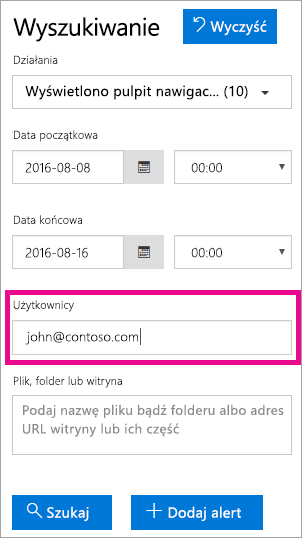 Wyszukiwanie
Wyczyść
Działania
Wyświetlono pulpit nawigac... (10)
Data początkowa
2016-08-08
00:00
Data końcowa
2016-08-16
00:00
Użytkownicy
john@contoso.com
Plik, folder lub witryna
Podaj nazwę pliku bądź folderu albo adres
URL witryny lub ich część
Szukaj
Dodaj alert